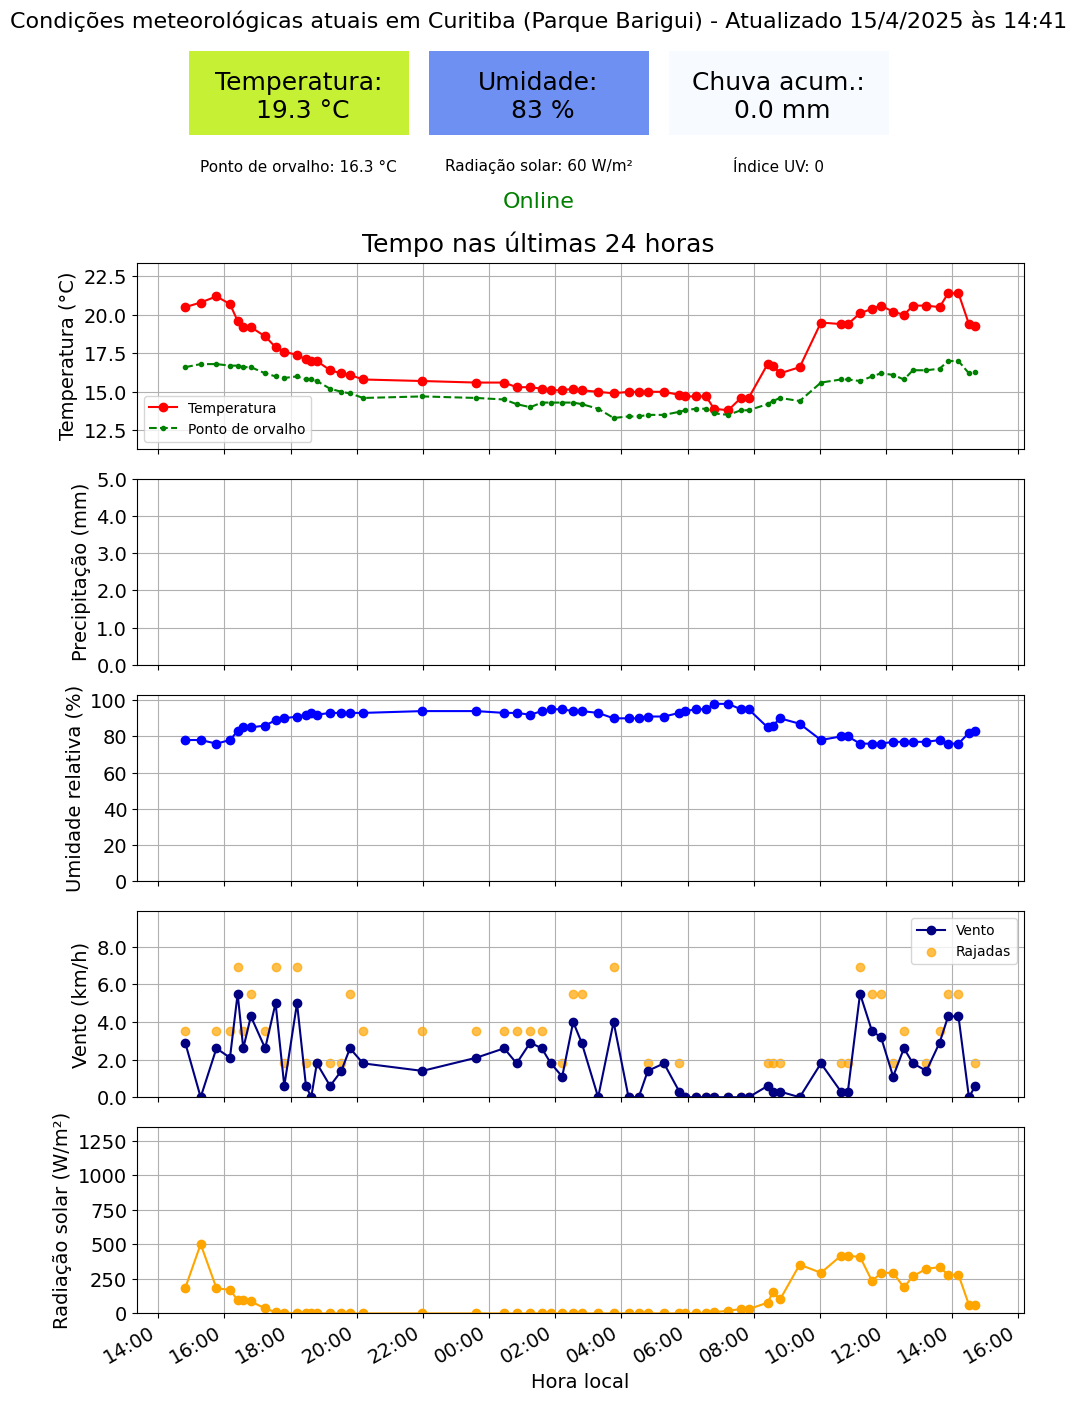 Condições meteorológicas atuais em Curitiba (Parque Barigui) - Atualizado 15/4/2025 às 14:41
Temperatura:
19.3 °C
Umidade:
83 %
Chuva acum.:
0.0 mm
Ponto de orvalho: 16.3 °C
Radiação solar: 60 W/m²
Índice UV: 0
Online
Tempo nas últimas 24 horas
Temperatura (°C)
22.5
20.0
17.5
15.0
12.5
Temperatura
Ponto de orvalho
Precipitação (mm)
5.0
4.0
3.0
2.0
1.0
0.0
Umidade relativa (%)
100
80
60
40
20
0
Vento (km/h)
8.0
6.0
4.0
2.0
0.0
Vento
Rajadas
Radiação solar (W/m²)
1250
1000
750
500
250
0
14:00
16:00
18:00
20:00
22:00
00:00
02:00
04:00
06:00
08:00
10:00
12:00
14:00
16:00
Hora local